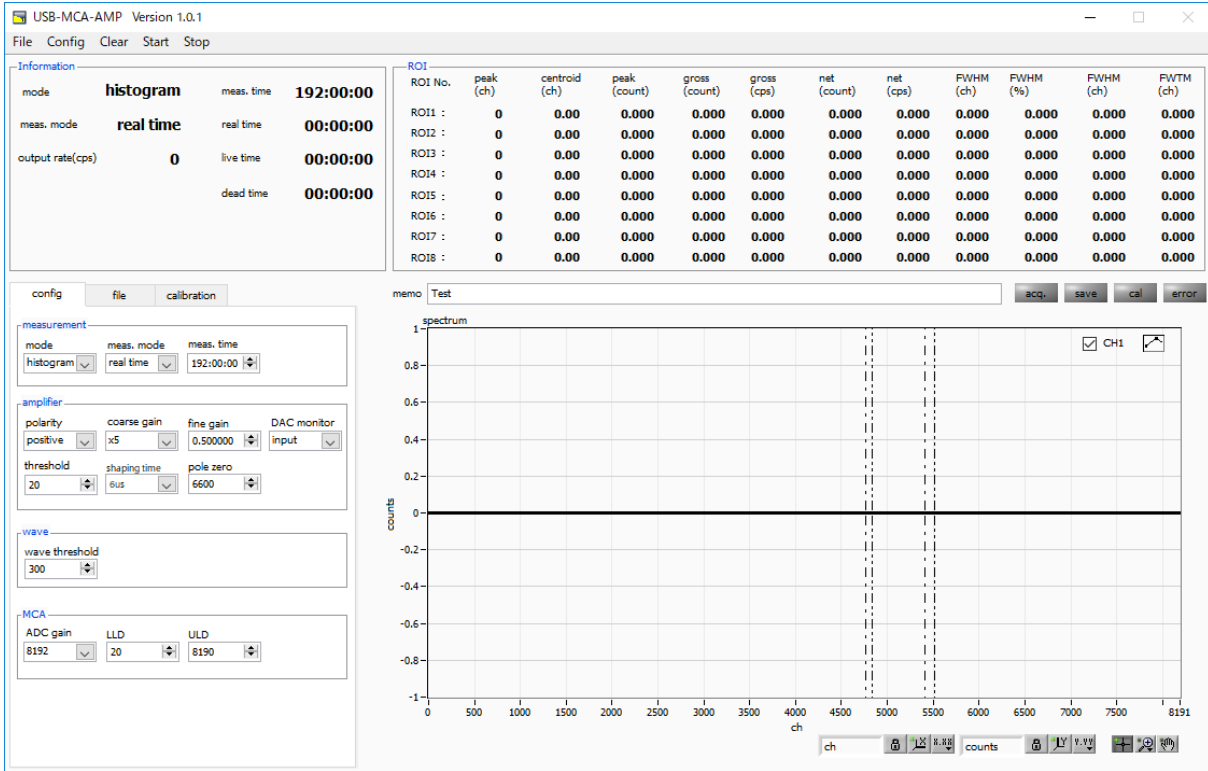 USB-MCA-AMP Version 1.0.1
File Config Clear Start Stop
Information
mode histogram meas. time 192:00:00
meas. mode real time real time 00:00:00
output rate(cps) 0 live time 00:00:00
dead time 00:00:00
ROI
ROI No. peak (ch) centroid (ch) peak (count) gross (count) gross (cps) net (count) net (cps) FWHM (ch) FWHM (%) FWHM (ch) FWTM (ch)
ROI1 : 0 0.00 0.000 0.000 0.000 0.000 0.000 0.000 0.000 0.000 0.000
ROI2 : 0 0.00 0.000 0.000 0.000 0.000 0.000 0.000 0.000 0.000 0.000
ROI3 : 0 0.00 0.000 0.000 0.000 0.000 0.000 0.000 0.000 0.000 0.000
ROI4 : 0 0.00 0.000 0.000 0.000 0.000 0.000 0.000 0.000 0.000 0.000
ROI5 : 0 0.00 0.000 0.000 0.000 0.000 0.000 0.000 0.000 0.000 0.000
ROI6 : 0 0.00 0.000 0.000 0.000 0.000 0.000 0.000 0.000 0.000 0.000
ROI7 : 0 0.00 0.000 0.000 0.000 0.000 0.000 0.000 0.000 0.000 0.000
ROI8 : 0 0.00 0.000 0.000 0.000 0.000 0.000 0.000 0.000 0.000 0.000
config file calibration
measurement
mode meas. mode meas. time
histogram real time 192:00:00
amplifier
polarity coarse gain fine gain DAC monitor
positive x5 0.500000 input
threshold shaping time pole zero
20 6us 6600
wave
wave threshold
300
MCA
ADC gain LLD ULD
8192 20 8190
memo Test acq. save cal error
spectrum
CH1
1
0.8
0.6
0.4
0.2
0
-0.2
-0.4
-0.6
-0.8
-1
counts
0 500 1000 1500 2000 2500 3000 3500 4000 4500 5000 5500 6000 6500 7000 7500 8191
ch
ch X X.XX counts Y Y.YY